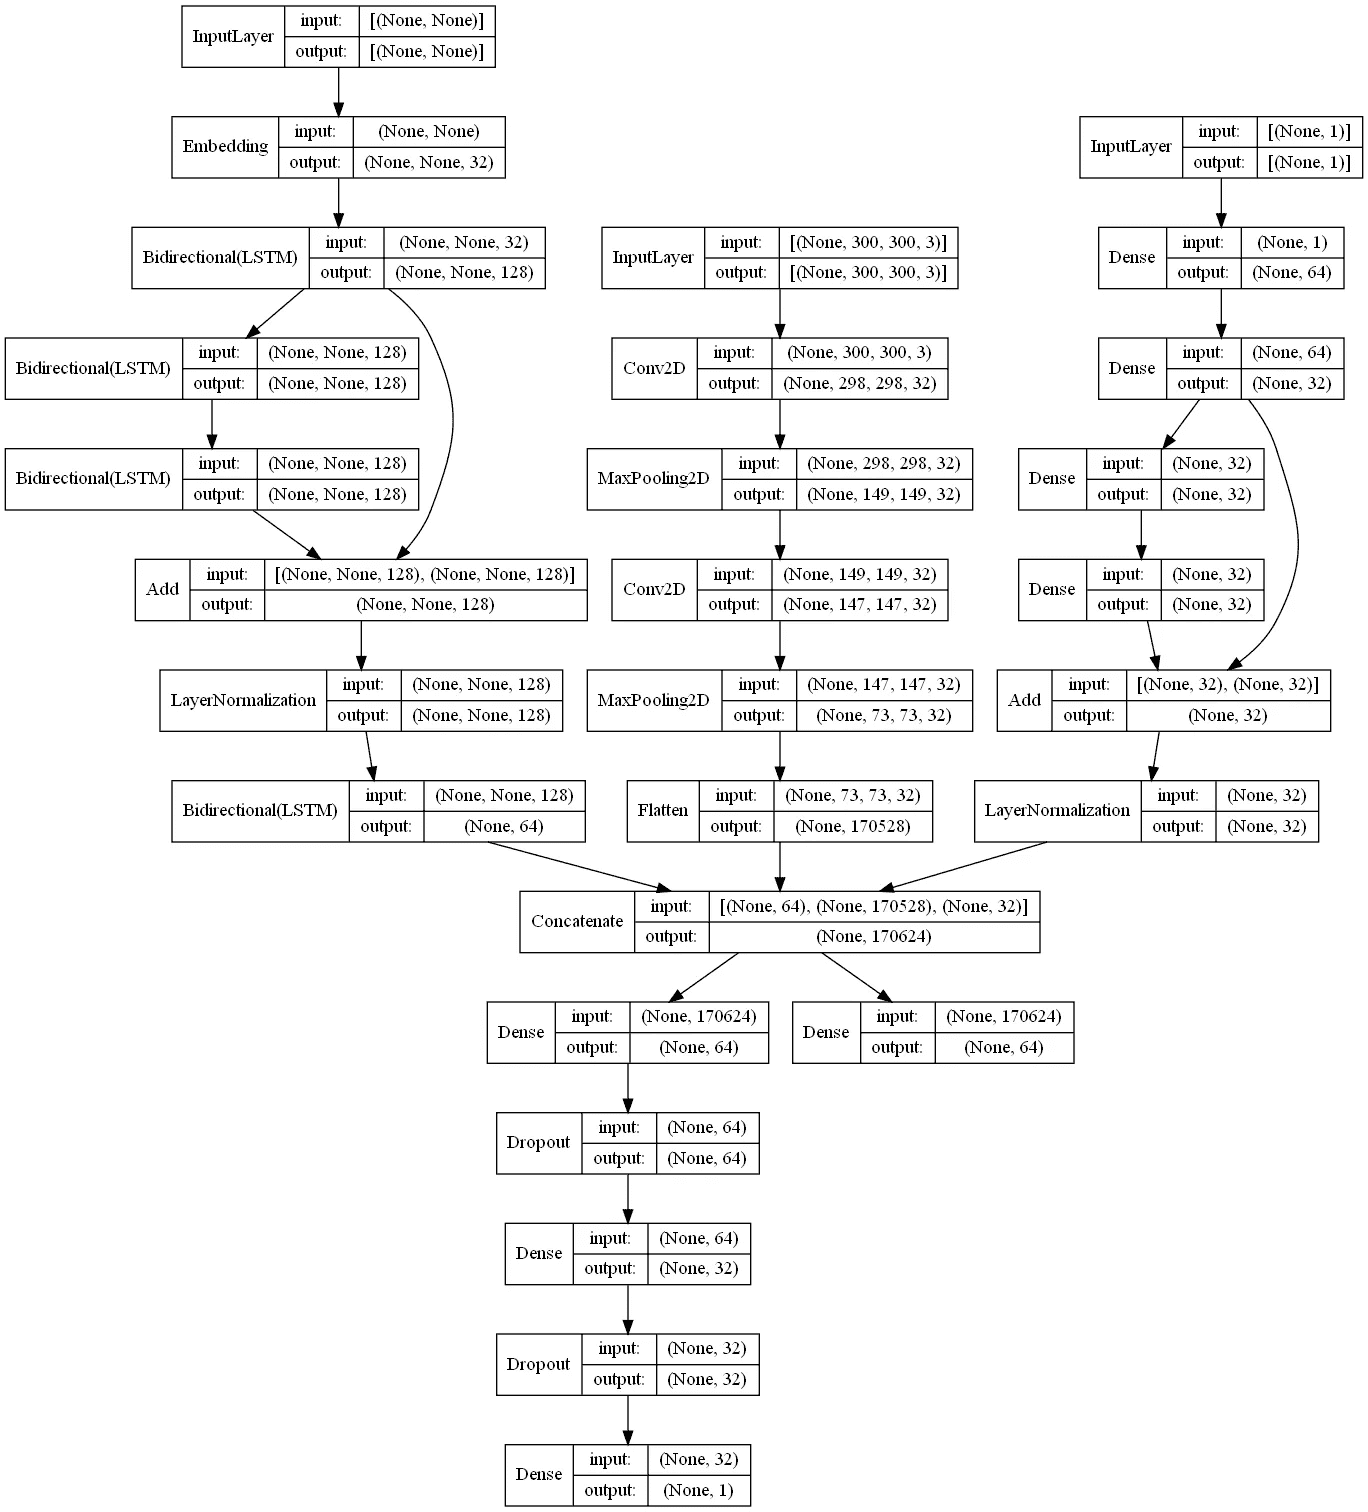 InputLayer
input: [(None, None)]
output: [(None, None)]
Embedding
input: (None, None)
output: (None, None, 32)
InputLayer
input: [(None, 1)]
output: [(None, 1)]
Bidirectional(LSTM)
input: (None, None, 32)
output: (None, None, 128)
InputLayer
input: [(None, 300, 300, 3)]
output: [(None, 300, 300, 3)]
Dense
input: (None, 1)
output: (None, 64)
Bidirectional(LSTM)
input: (None, None, 128)
output: (None, None, 128)
Conv2D
input: (None, 300, 300, 3)
output: (None, 298, 298, 32)
Dense
input: (None, 64)
output: (None, 32)
Bidirectional(LSTM)
input: (None, None, 128)
output: (None, None, 128)
MaxPooling2D
input: (None, 298, 298, 32)
output: (None, 149, 149, 32)
Dense
input: (None, 32)
output: (None, 32)
Add
input: [(None, None, 128), (None, None, 128)]
output: (None, None, 128)
Conv2D
input: (None, 149, 149, 32)
output: (None, 147, 147, 32)
Dense
input: (None, 32)
output: (None, 32)
LayerNormalization
input: (None, None, 128)
output: (None, None, 128)
MaxPooling2D
input: (None, 147, 147, 32)
output: (None, 73, 73, 32)
Add
input: [(None, 32), (None, 32)]
output: (None, 32)
Bidirectional(LSTM)
input: (None, None, 128)
output: (None, 64)
Flatten
input: (None, 73, 73, 32)
output: (None, 170528)
LayerNormalization
input: (None, 32)
output: (None, 32)
Concatenate
input: [(None, 64), (None, 170528), (None, 32)]
output: (None, 170624)
Dense
input: (None, 170624)
output: (None, 64)
Dense
input: (None, 170624)
output: (None, 64)
Dropout
input: (None, 64)
output: (None, 64)
Dense
input: (None, 64)
output: (None, 32)
Dropout
input: (None, 32)
output: (None, 32)
Dense
input: (None, 32)
output: (None, 1)